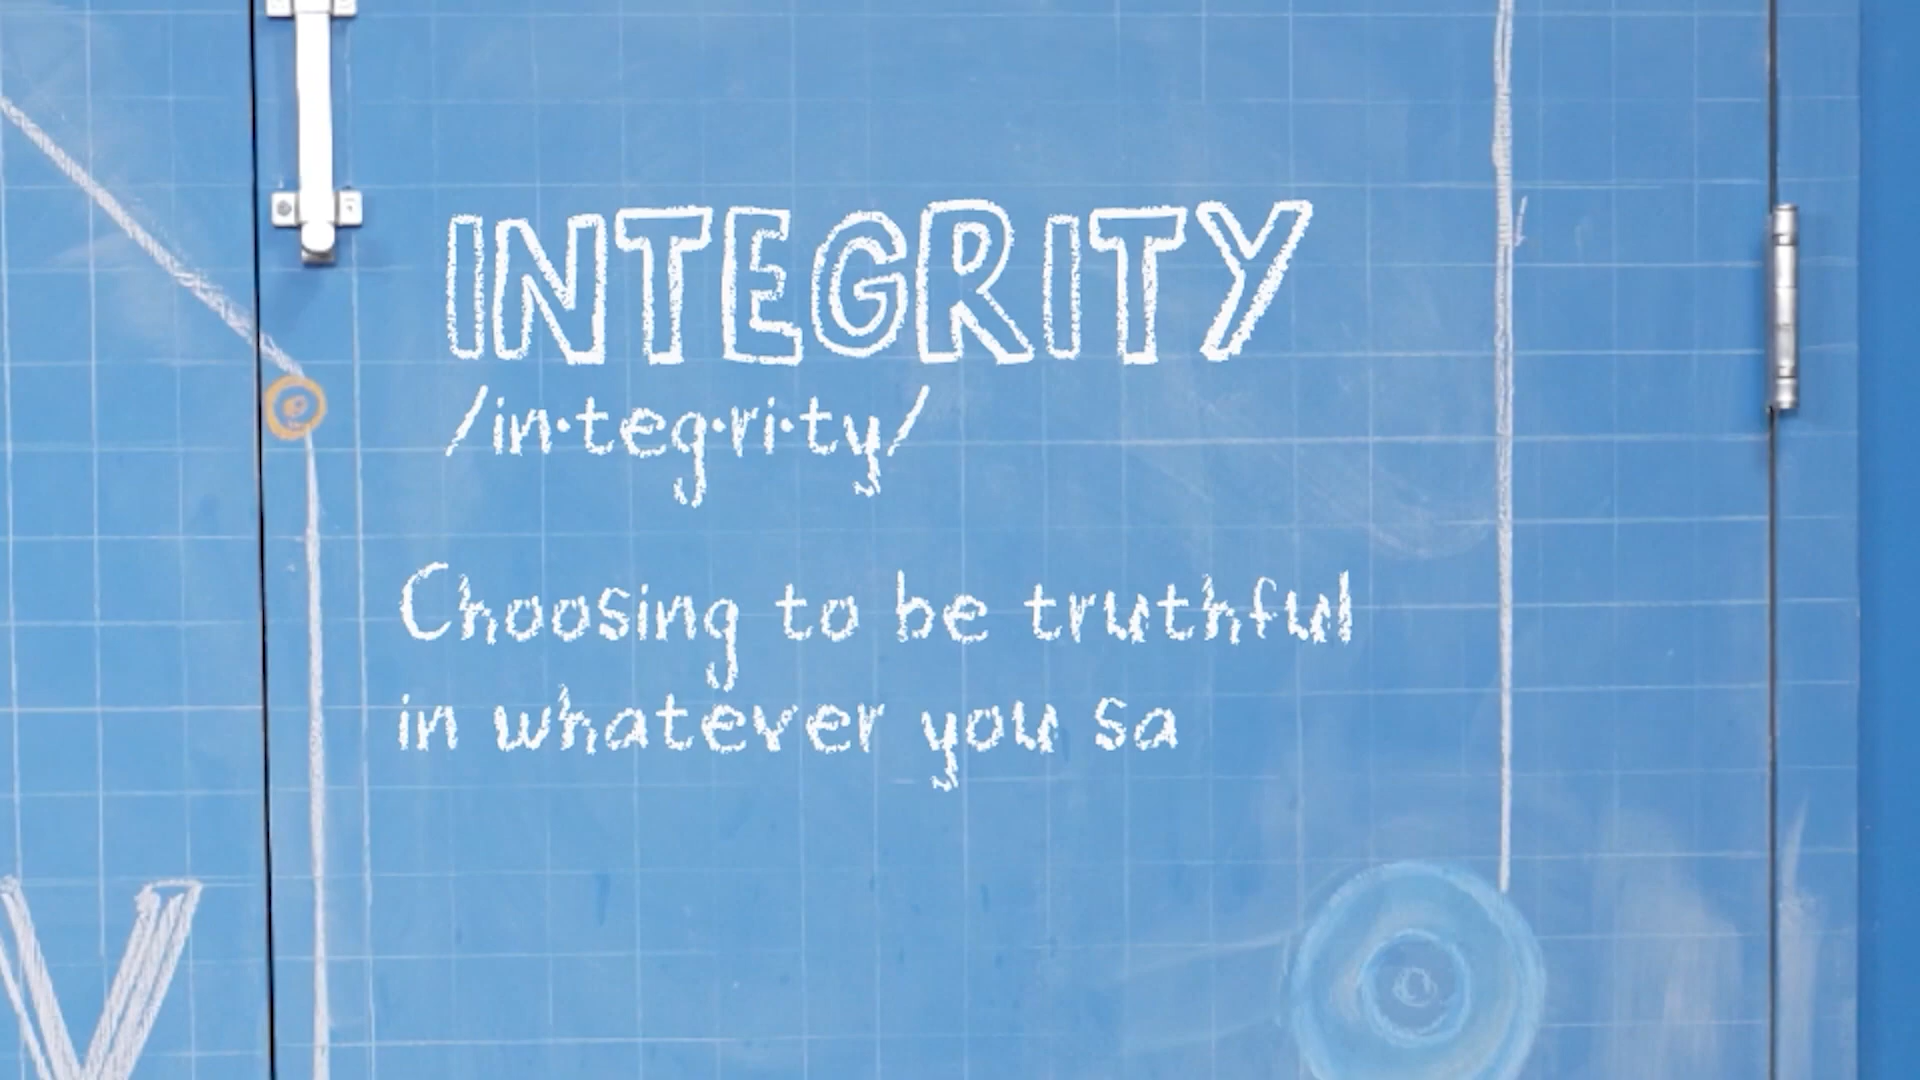 INTEGRITY
/in·teg·ri·ty/
Choosing to be truthful
in whatever you sa